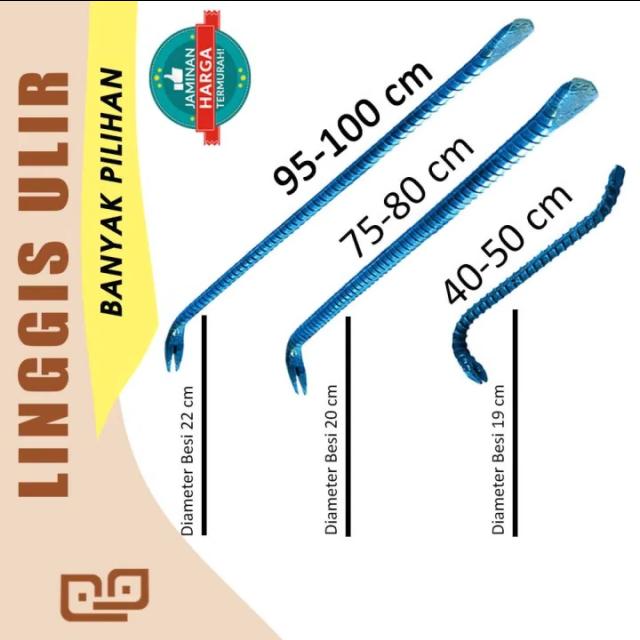 LINGGIS ULIR
BANYAK PILIHAN
JAMINAN
HARGA
TERMURAH!
95-100 cm
75-80 cm
40-50 cm
Diameter Besi 22 cm
Diameter Besi 20 cm
Diameter Besi 19 cm